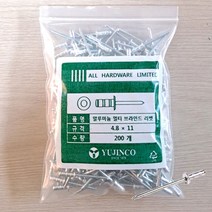 ALL HARDWARE LIMITED
품 명 알루미늄 멀티 브라인드 리벳
규 격 4.8 × 11
수 량 200 개
YUJINCO